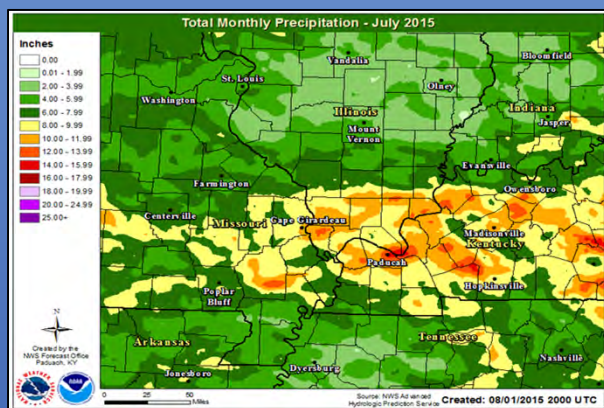 Total Monthly Precipitation - July 2015
Inches
0.00
0.01 - 1.99
2.00 - 3.99
4.00 - 5.99
6.00 - 7.99
8.00 - 9.99
10.00 - 11.99
12.00 - 13.99
14.00 - 15.99
16.00 - 17.99
18.00 - 19.99
20.00 - 24.99
25.00+
Vandalia
Bloomfield
St. Louis
Olney
Washington
Illinois
Indiana
Jasper
Mount
Vernon
Evansville
Farmington
Owensboro
Centerville
Missouri
Cape Girardeau
Madisonville
Kentucky
Paducah
Hopkinsville
Poplar
Bluff
Arkansas
Tennessee
Nashville
Jonesboro
Dyersburg
N
Created by the
NWS Forecast Office
Paduach, KY
0 25 50
Miles
Source: NWS Advanced
Hydrologic Prediction Service
Created: 08/01/2015 2000 UTC